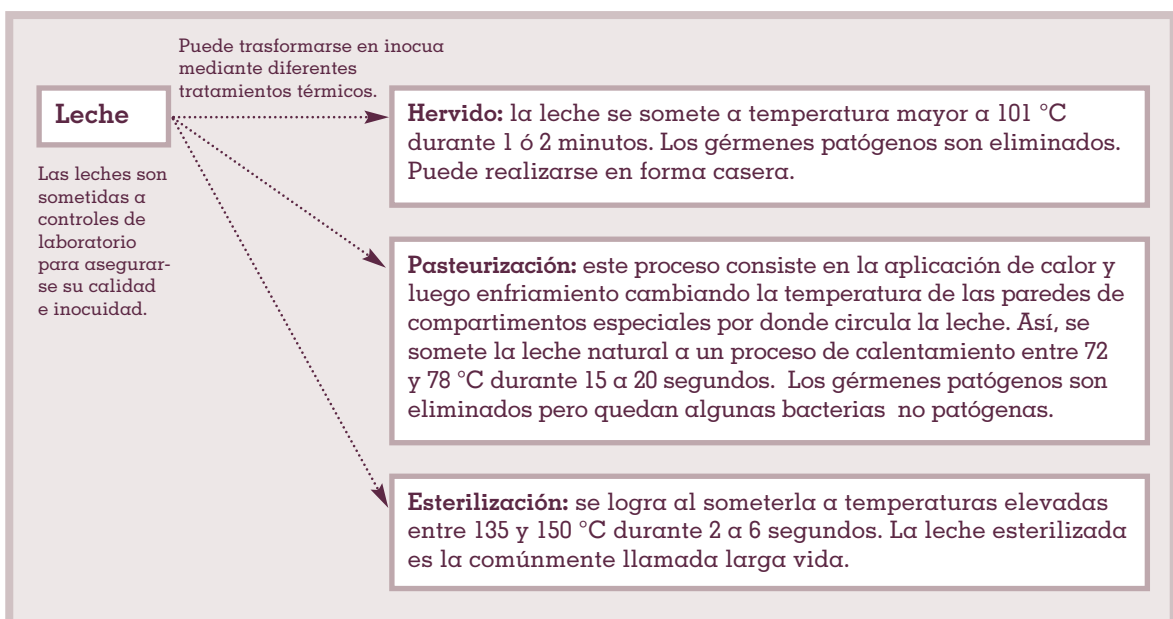 Puede trasformarse en inocua
mediante diferentes
tratamientos térmicos.
Leche
Las leches son
sometidas a
controles de
laboratorio
para asegurar-
se su calidad
e inocuidad.
Hervido: la leche se somete a temperatura mayor a 101 °C
durante 1 ó 2 minutos. Los gérmenes patógenos son eliminados.
Puede realizarse en forma casera.
Pasteurización: este proceso consiste en la aplicación de calor y
luego enfriamiento cambiando la temperatura de las paredes de
compartimentos especiales por donde circula la leche. Así, se
somete la leche natural a un proceso de calentamiento entre 72
y 78 °C durante 15 a 20 segundos. Los gérmenes patógenos son
eliminados pero quedan algunas bacterias no patógenas.
Esterilización: se logra al someterla a temperaturas elevadas
entre 135 y 150 °C durante 2 a 6 segundos. La leche esterilizada
es la comúnmente llamada larga vida.